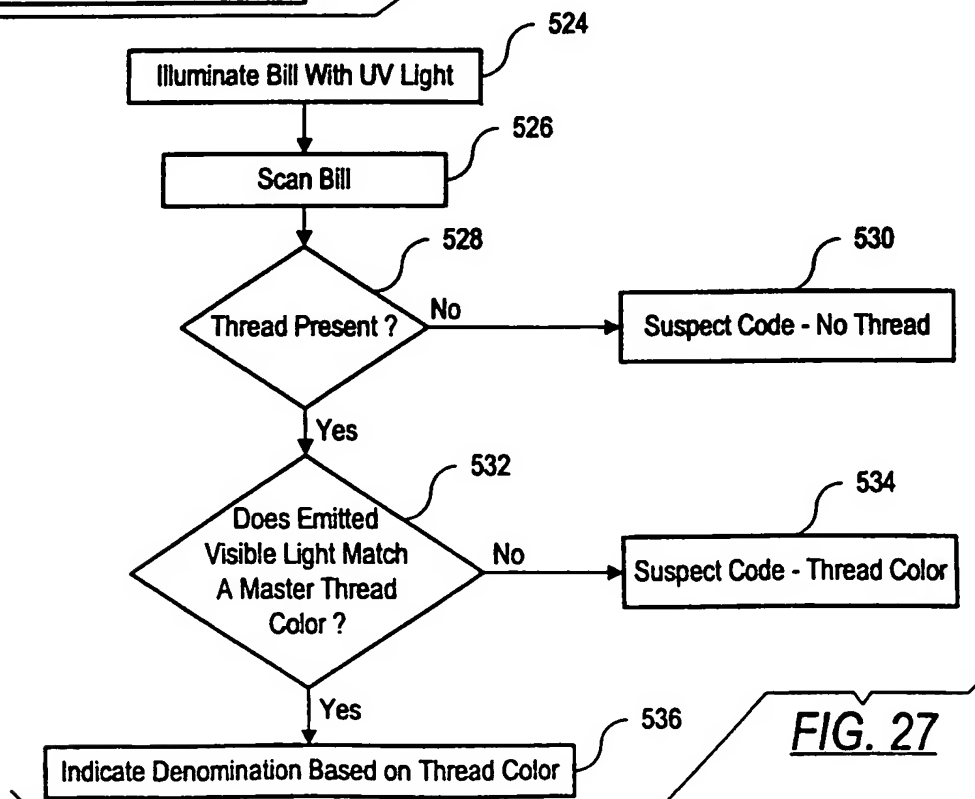 524
Illuminate Bill With UV Light
526
Scan Bill
528
Thread Present ?
No
530
Suspect Code - No Thread
Yes
532
Does Emitted
Visible Light Match
A Master Thread
Color ?
No
534
Suspect Code - Thread Color
Yes
536
Indicate Denomination Based on Thread Color
FIG. 27